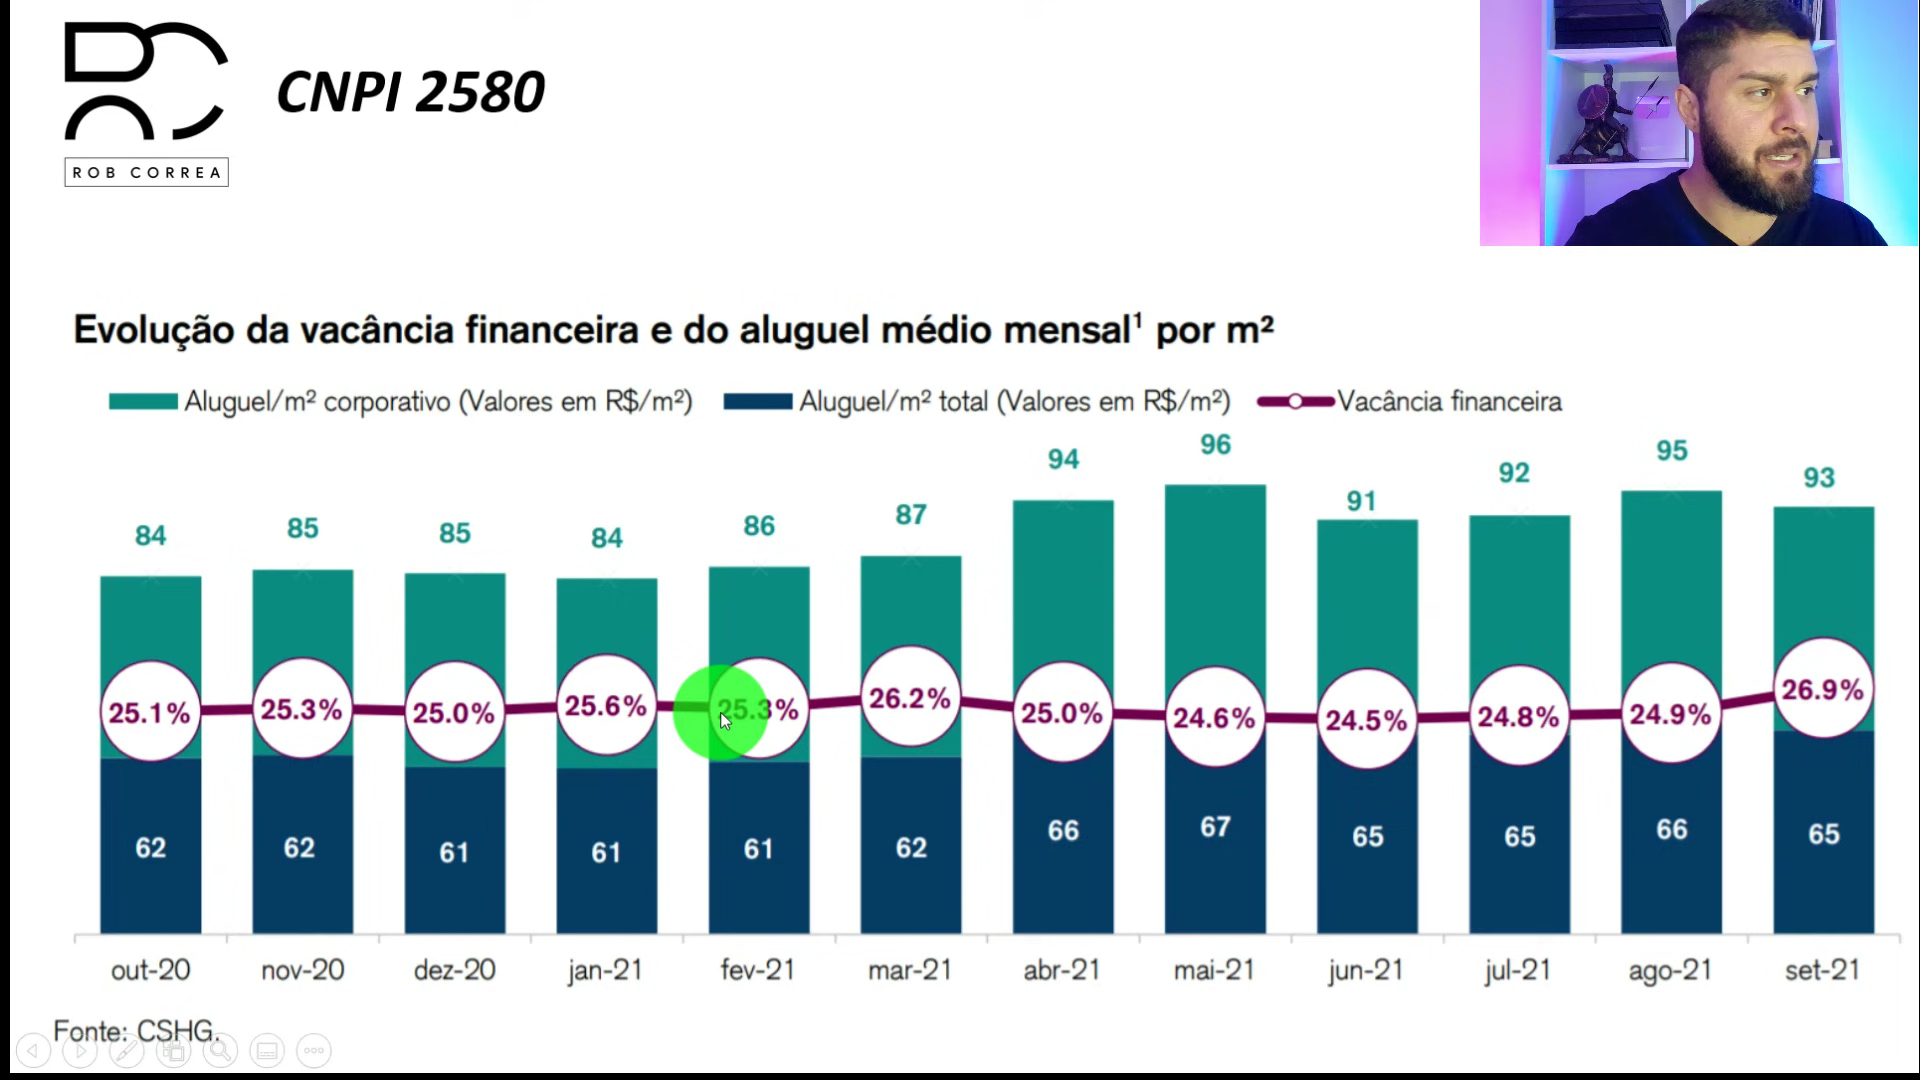 CNPI 2580
ROB CORREA
Evolução da vacância financeira e do aluguel médio mensal¹ por m²
Aluguel/m² corporativo (Valores em R$/m²) Aluguel/m² total (Valores em R$/m²) Vacância financeira
84 85 85 84 86 87 94 96 91 92 95 93
25.1% 25.3% 25.0% 25.6% 25.3% 26.2% 25.0% 24.6% 24.5% 24.8% 24.9% 26.9%
62 62 61 61 61 62 66 67 65 65 66 65
out-20 nov-20 dez-20 jan-21 fev-21 mar-21 abr-21 mai-21 jun-21 jul-21 ago-21 set-21
Fonte: CSHG.